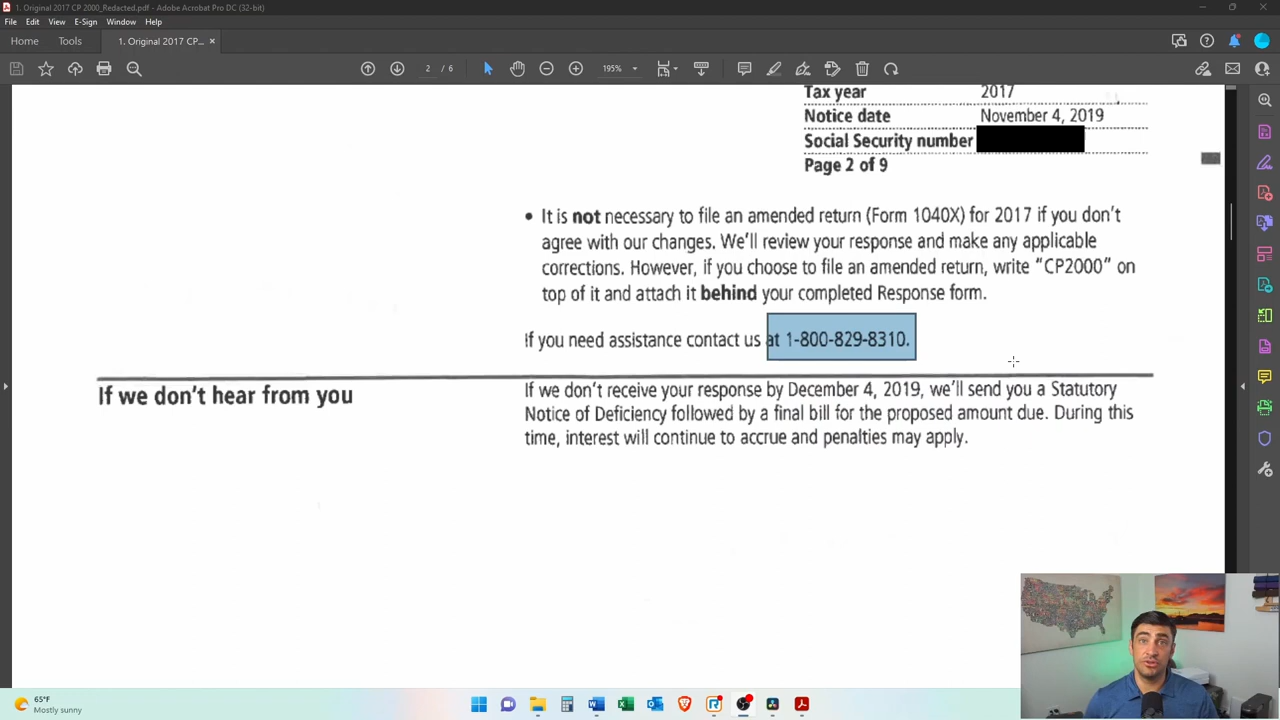 1. Original 2017 CP 2000_Redacted.pdf - Adobe Acrobat Pro DC (32-bit)
File Edit View E-Sign Window Help
Home Tools 1. Original 2017 CP... ×
2 / 6 195%
Tax year 2017
Notice date November 4, 2019
Social Security number
Page 2 of 9
• It is not necessary to file an amended return (Form 1040X) for 2017 if you don't
agree with our changes. We'll review your response and make any applicable
corrections. However, if you choose to file an amended return, write "CP2000" on
top of it and attach it behind your completed Response form.
If you need assistance contact us at 1-800-829-8310.
If we don't hear from you
If we don't receive your response by December 4, 2019, we'll send you a Statutory
Notice of Deficiency followed by a final bill for the proposed amount due. During this
time, interest will continue to accrue and penalties may apply.
65°F
Mostly sunny